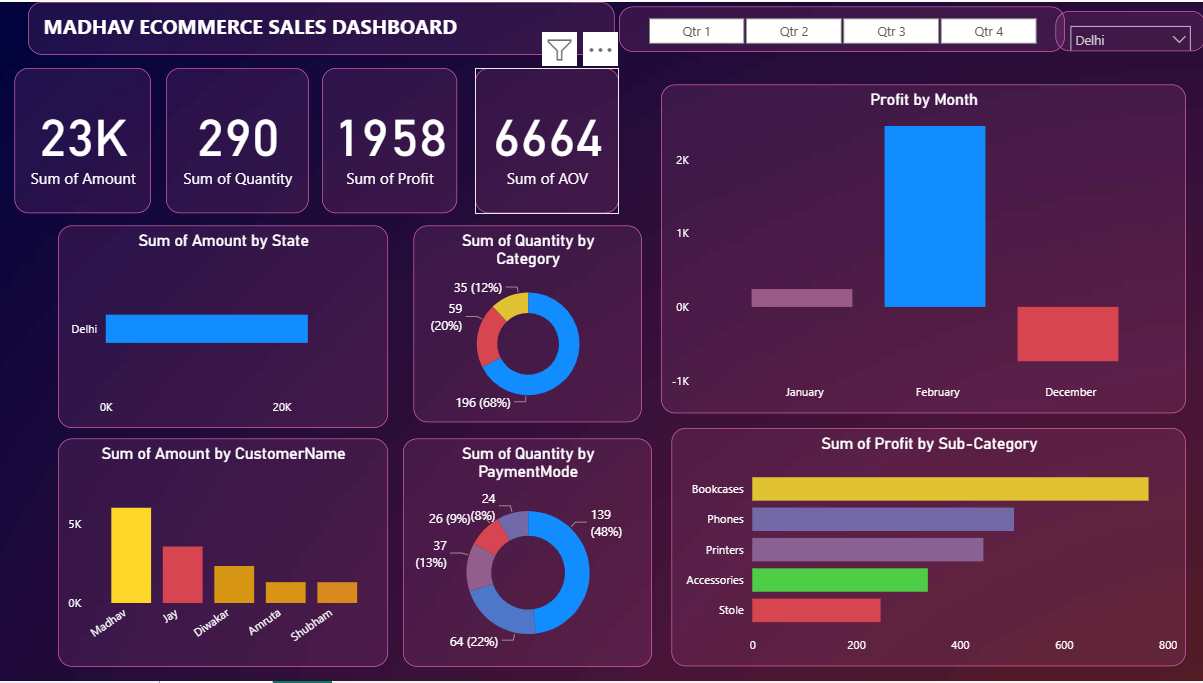 MADHAV ECOMMERCE SALES DASHBOARD
Qtr 1
Qtr 2
Qtr 3
Qtr 4
Delhi
23K
Sum of Amount
290
Sum of Quantity
1958
Sum of Profit
6664
Sum of AOV
Profit by Month
2K
1K
0K
-1K
January
February
December
Sum of Amount by State
Delhi
0K
20K
Sum of Quantity by
Category
35 (12%)
59
(20%)
196 (68%)
Sum of Amount by CustomerName
5K
0K
Madhav
Jay
Diwakar
Amruta
Shubham
Sum of Quantity by
PaymentMode
24
(8%)
26 (9%)
37
(13%)
64 (22%)
139
(48%)
Sum of Profit by Sub-Category
Bookcases
Phones
Printers
Accessories
Stole
0
200
400
600
800